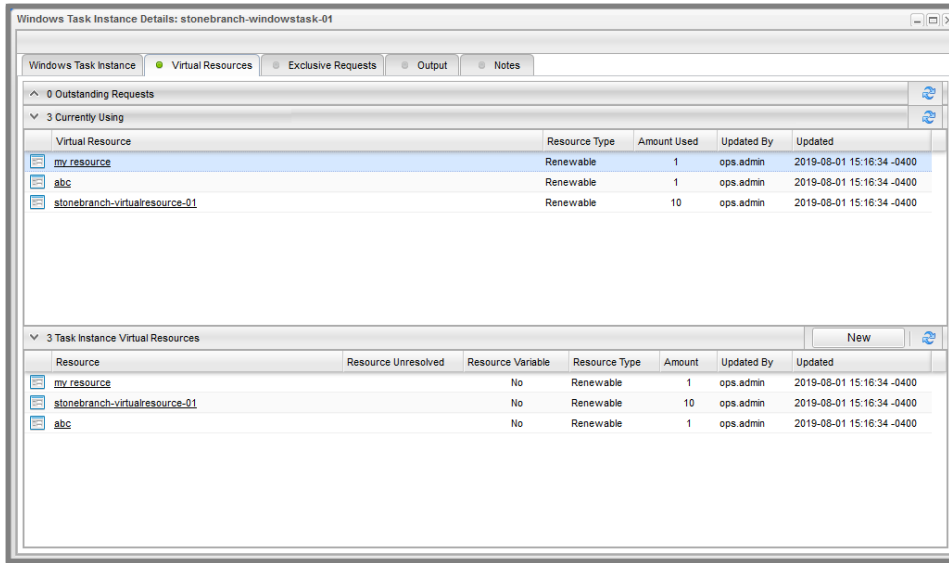 Windows Task Instance Details: stonebranch-windowstask-01
Windows Task Instance Virtual Resources Exclusive Requests Output Notes
0 Outstanding Requests
3 Currently Using
Virtual Resource Resource Type Amount Used Updated By Updated
my resource Renewable 1 ops.admin 2019-08-01 15:16:34 -0400
abc Renewable 1 ops.admin 2019-08-01 15:16:34 -0400
stonebranch-virtualresource-01 Renewable 10 ops.admin 2019-08-01 15:16:34 -0400
3 Task Instance Virtual Resources New
Resource Resource Unresolved Resource Variable Resource Type Amount Updated By Updated
my resource No Renewable 1 ops.admin 2019-08-01 15:16:34 -0400
stonebranch-virtualresource-01 No Renewable 10 ops.admin 2019-08-01 15:16:34 -0400
abc No Renewable 1 ops.admin 2019-08-01 15:16:34 -0400